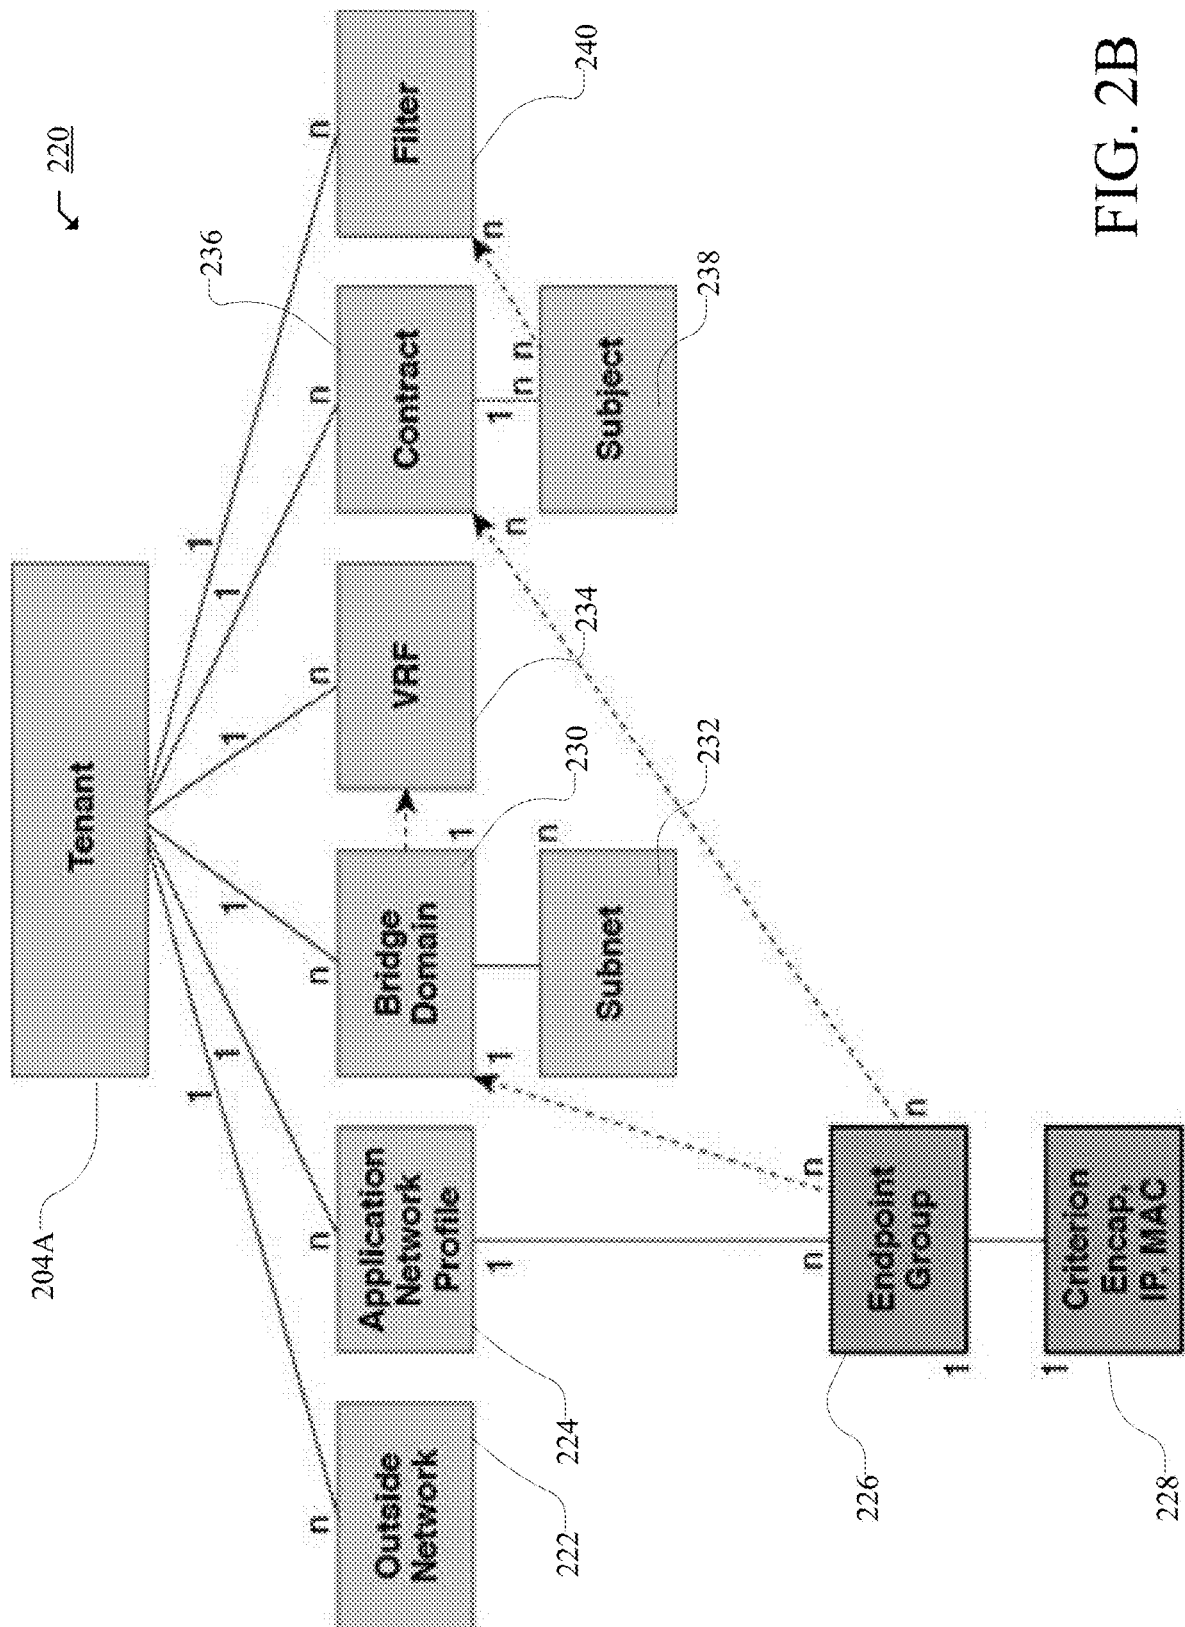 220
204A
Tenant
1
1
1
1
1
1
n
n
n
n
n
n
236
Outside
Network
Application
Network
Profile
Bridge
Domain
VRF
Contract
Filter
222
224
1
1
1
230
234
1
n
240
n
n
n
n
Subnet
232
Subject
238
n
n
Endpoint
Group
n
226
1
1
Criterion
Encap,
IP. MAC
228
FIG. 2B